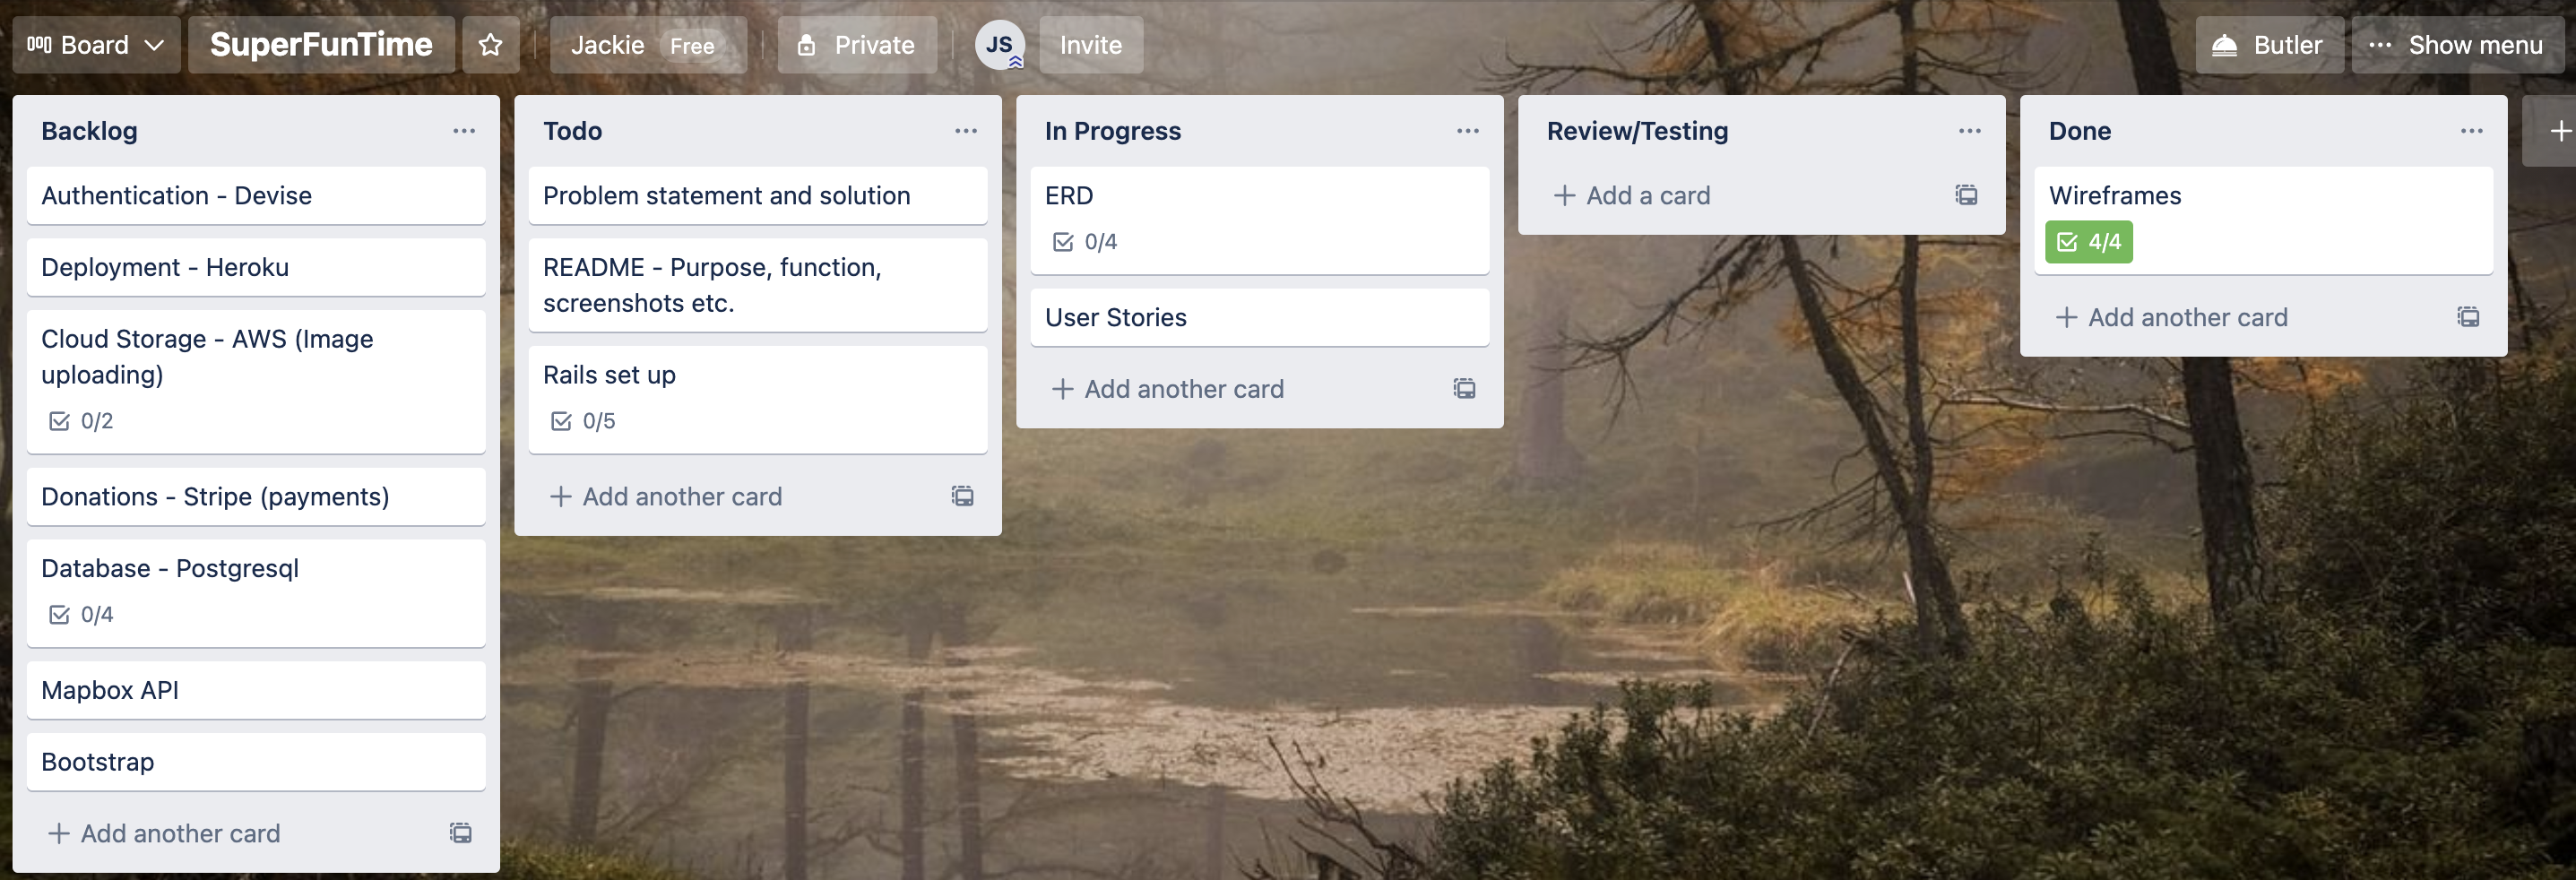 Board SuperFunTime Jackie Free Private JS Invite Butler Show menu
Backlog
Authentication - Devise
Deployment - Heroku
Cloud Storage - AWS (Image
uploading)
0/2
Donations - Stripe (payments)
Database - Postgresql
0/4
Mapbox API
Bootstrap
Add another card
Todo
Problem statement and solution
README - Purpose, function,
screenshots etc.
Rails set up
0/5
Add another card
In Progress
ERD
0/4
User Stories
Add another card
Review/Testing
Add a card
Done
Wireframes
4/4
Add another card